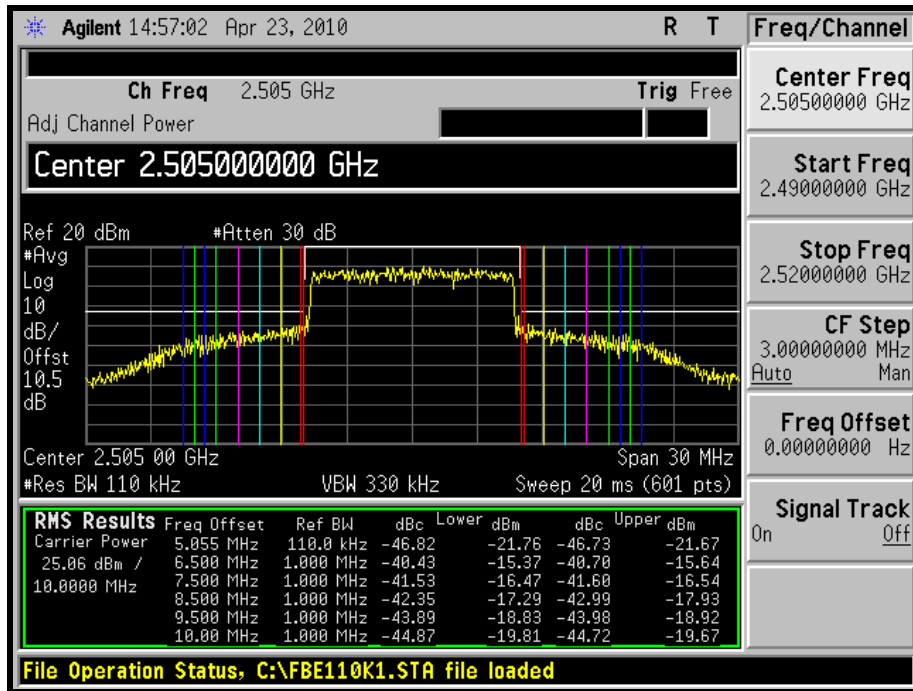 Agilent 14:57:02 Apr 23, 2010 R T
Freq/Channel
Ch Freq 2.505 GHz Trig Free
Adj Channel Power
Center 2.505000000 GHz
Ref 20 dBm #Atten 30 dB
#Avg
Log
10
dB/
Offst
10.5
dB
Center 2.505 00 GHz Span 30 MHz
#Res BW 110 kHz VBW 330 kHz Sweep 20 ms (601 pts)
RMS Results Freq Offset Ref BW dBc Lower dBm dBc Upper dBm
Carrier Power 5.055 MHz 110.0 kHz -46.82 -21.76 -46.73 -21.67
25.06 dBm / 6.500 MHz 1.000 MHz -40.43 -15.37 -40.70 -15.64
10.0000 MHz 7.500 MHz 1.000 MHz -41.53 -16.47 -41.60 -16.54
8.500 MHz 1.000 MHz -42.35 -17.29 -42.99 -17.93
9.500 MHz 1.000 MHz -43.89 -18.83 -43.98 -18.92
10.00 MHz 1.000 MHz -44.87 -19.81 -44.72 -19.67
Center Freq
2.50500000 GHz
Start Freq
2.49000000 GHz
Stop Freq
2.52000000 GHz
CF Step
3.00000000 MHz
Auto Man
Freq Offset
0.00000000 Hz
Signal Track
On Off
File Operation Status, C:\FBE110K1.STA file loaded